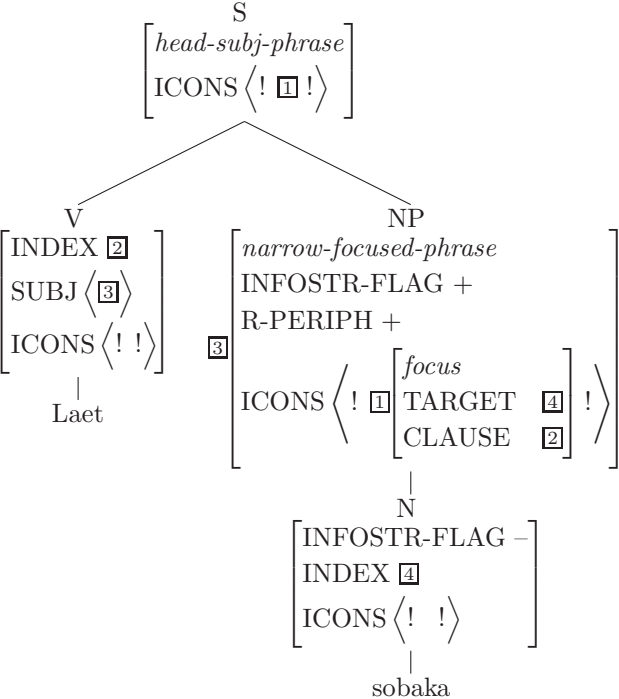 S
head-subj-phrase
ICONS ⟨! 1 !⟩
V
INDEX 2
SUBJ ⟨3⟩
ICONS ⟨! !⟩
Laet
NP
3
narrow-focused-phrase
INFOSTR-FLAG +
R-PERIPH +
ICONS ⟨! 1 [focus
TARGET 4
CLAUSE 2] !⟩
N
INFOSTR-FLAG –
INDEX 4
ICONS ⟨! !⟩
sobaka